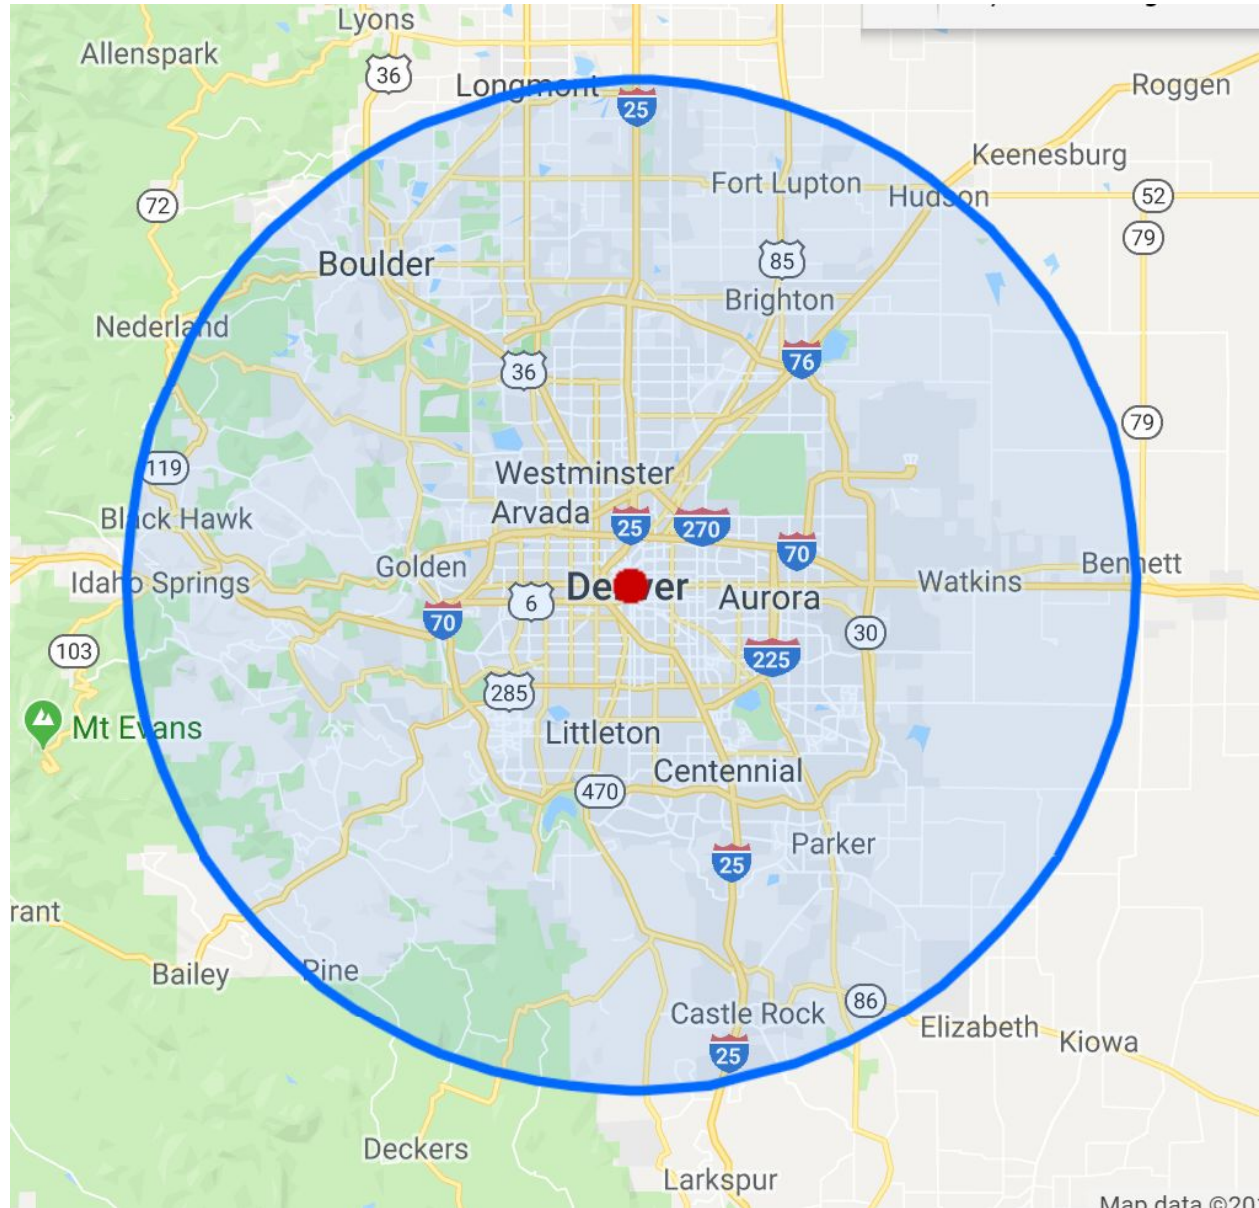 Lyons
Allenspark
36
Longmont
25
Roggen
Keenesburg
Fort Lupton
Hudson
52
72
79
Boulder
85
Brighton
Nederland
76
36
79
119
Westminster
Arvada
Black Hawk
25
270
70
Golden
Bennett
Idaho Springs
6
Denver
Aurora
Watkins
70
30
103
225
285
Mt Evans
Littleton
Centennial
470
Parker
25
rant
Bailey
Pine
86
Castle Rock
Elizabeth
Kiowa
25
Deckers
Larkspur
Map data ©20